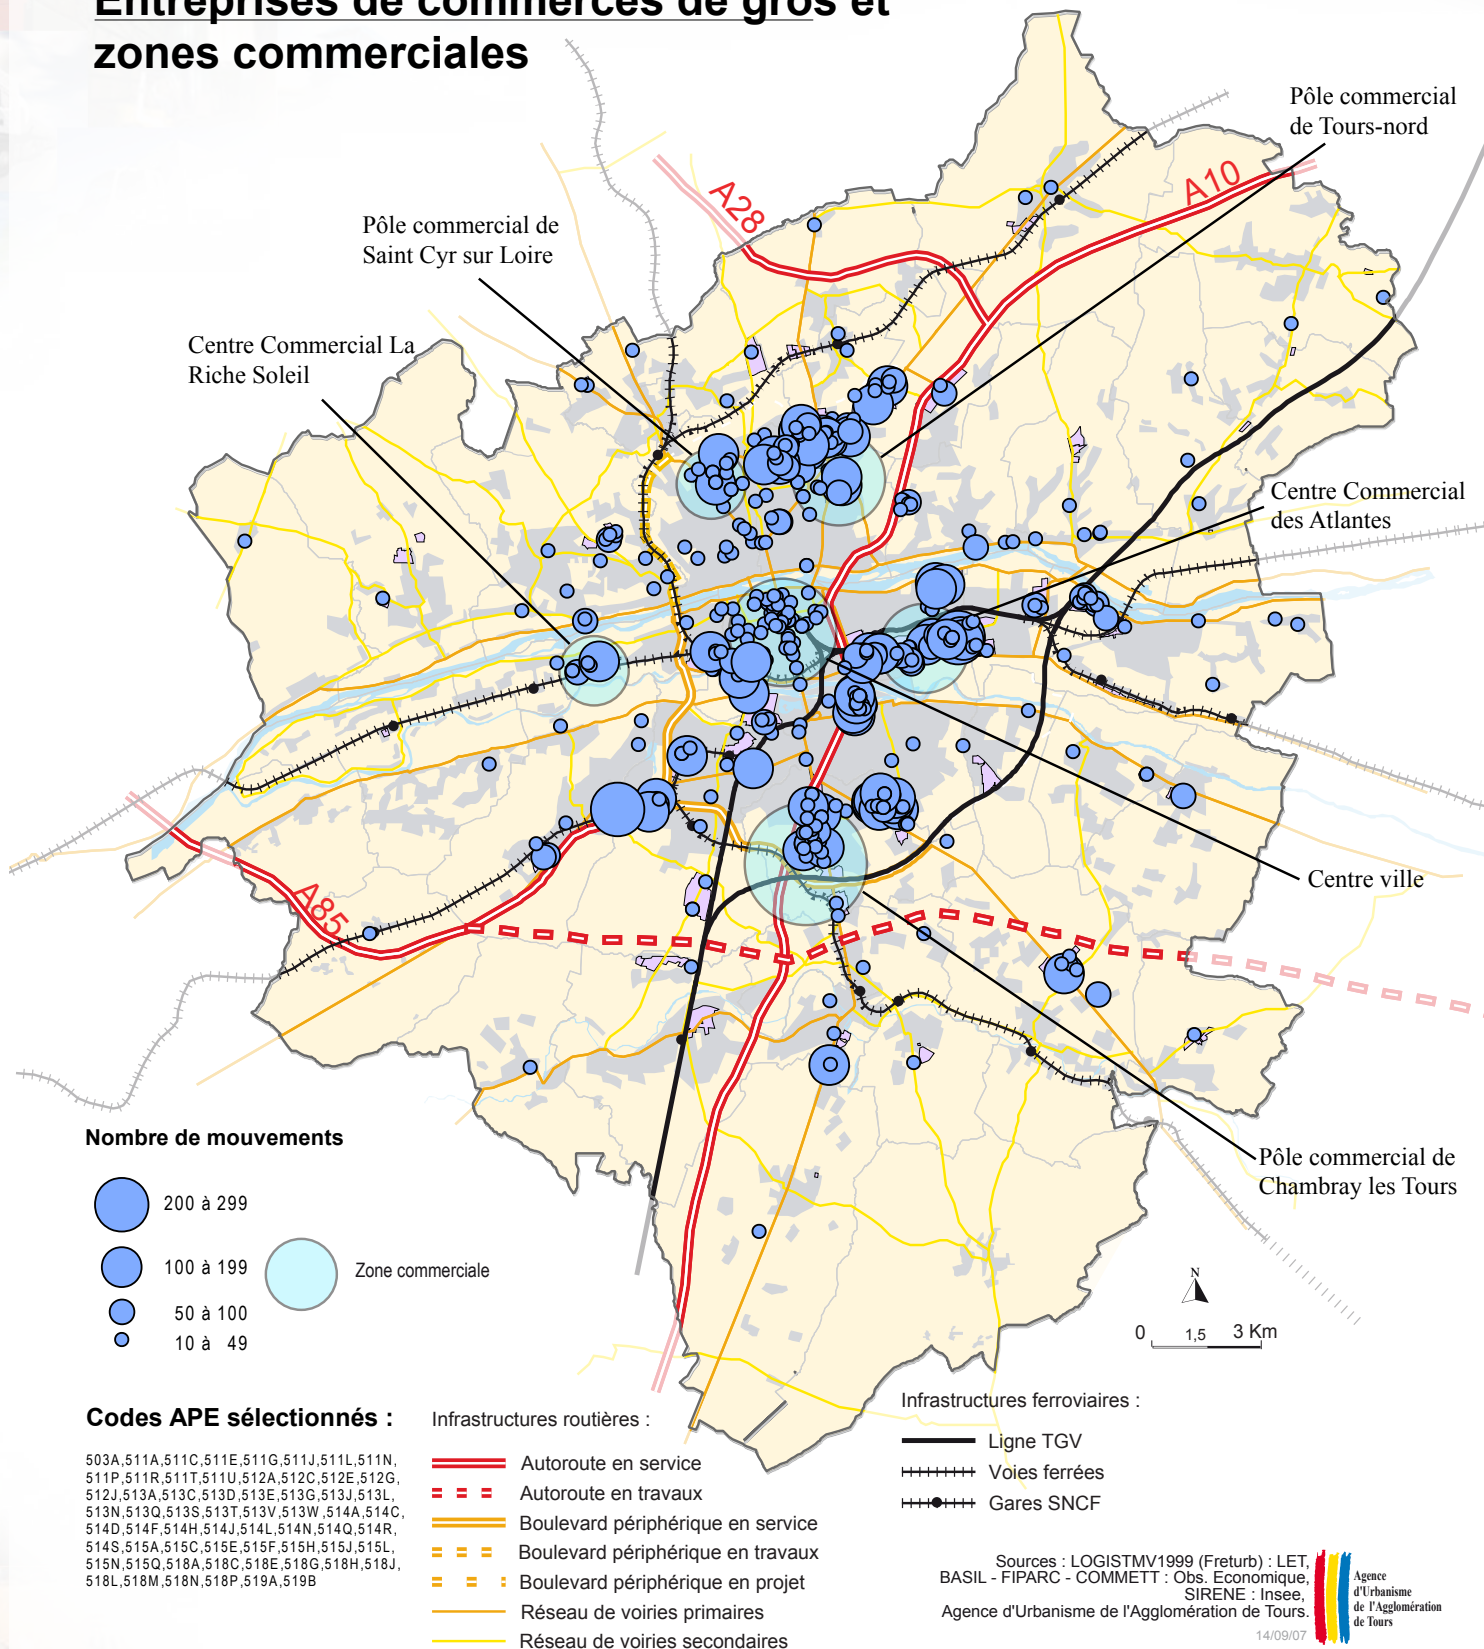 Entreprises de commerces de gros et
zones commerciales
Pôle commercial
de Tours-nord
A10
A28
Pôle commercial de
Saint Cyr sur Loire
Centre Commercial La
Riche Soleil
Centre Commercial
des Atlantes
Centre ville
A85
Pôle commercial de
Chambray les Tours
Nombre de mouvements
200 à 299
100 à 199
50 à 100
10 à 49
Zone commerciale
N
0 1,5 3 Km
Codes APE sélectionnés :
503A,511A,511C,511E,511G,511J,511L,511N,
511P,511R,511T,511U,512A,512C,512E,512G,
512J,513A,513C,513D,513E,513G,513J,513L,
513N,513Q,513S,513T,513V,513W,514A,514C,
514D,514F,514H,514J,514L,514N,514Q,514R,
514S,515A,515C,515E,515F,515H,515J,515L,
515N,515Q,518A,518C,518E,518G,518H,518J,
518L,518M,518N,518P,519A,519B
Infrastructures routières :
Autoroute en service
Autoroute en travaux
Boulevard périphérique en service
Boulevard périphérique en travaux
Boulevard périphérique en projet
Réseau de voiries primaires
Réseau de voiries secondaires
Infrastructures ferroviaires :
Ligne TGV
Voies ferrées
Gares SNCF
Sources : LOGISTMV1999 (Freturb) : LET,
BASIL - FIPARC - COMMETT : Obs. Economique,
SIRENE : Insee,
Agence d'Urbanisme de l'Agglomération de Tours.
14/09/07
Agence
d'Urbanisme
de l'Agglomération
de Tours